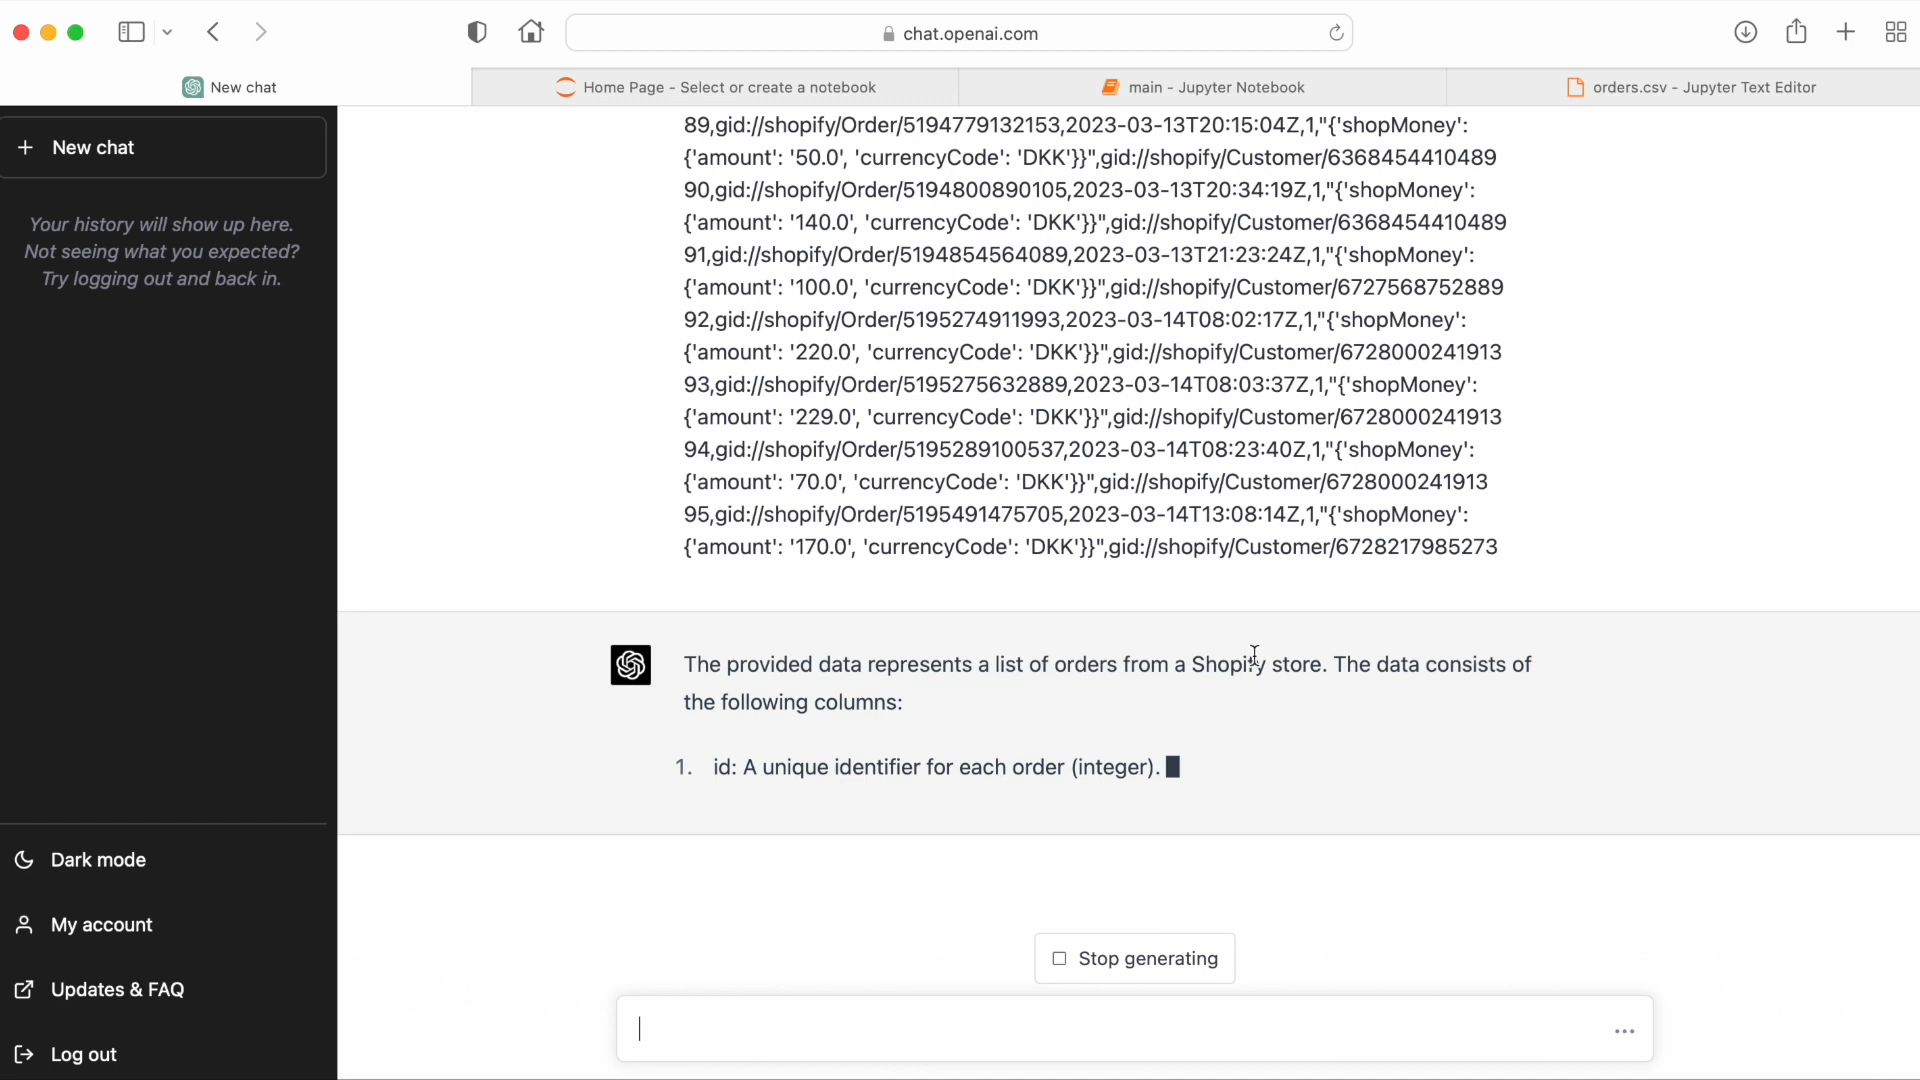 chat.openai.com
New chat
Home Page - Select or create a notebook
main - Jupyter Notebook
orders.csv - Jupyter Text Editor
+ New chat
Your history will show up here.
Not seeing what you expected?
Try logging out and back in.
89,gid://shopify/Order/5194779132153,2023-03-13T20:15:04Z,1,"{'shopMoney':
{'amount': '50.0', 'currencyCode': 'DKK'}}",gid://shopify/Customer/6368454410489
90,gid://shopify/Order/5194800890105,2023-03-13T20:34:19Z,1,"{'shopMoney':
{'amount': '140.0', 'currencyCode': 'DKK'}}",gid://shopify/Customer/6368454410489
91,gid://shopify/Order/5194854564089,2023-03-13T21:23:24Z,1,"{'shopMoney':
{'amount': '100.0', 'currencyCode': 'DKK'}}",gid://shopify/Customer/6727568752889
92,gid://shopify/Order/5195274911993,2023-03-14T08:02:17Z,1,"{'shopMoney':
{'amount': '220.0', 'currencyCode': 'DKK'}}",gid://shopify/Customer/6728000241913
93,gid://shopify/Order/5195275632889,2023-03-14T08:03:37Z,1,"{'shopMoney':
{'amount': '229.0', 'currencyCode': 'DKK'}}",gid://shopify/Customer/6728000241913
94,gid://shopify/Order/5195289100537,2023-03-14T08:23:40Z,1,"{'shopMoney':
{'amount': '70.0', 'currencyCode': 'DKK'}}",gid://shopify/Customer/6728000241913
95,gid://shopify/Order/5195491475705,2023-03-14T13:08:14Z,1,"{'shopMoney':
{'amount': '170.0', 'currencyCode': 'DKK'}}",gid://shopify/Customer/6728217985273
The provided data represents a list of orders from a Shopify store. The data consists of
the following columns:
1. id: A unique identifier for each order (integer).
Stop generating
Dark mode
My account
Updates & FAQ
Log out